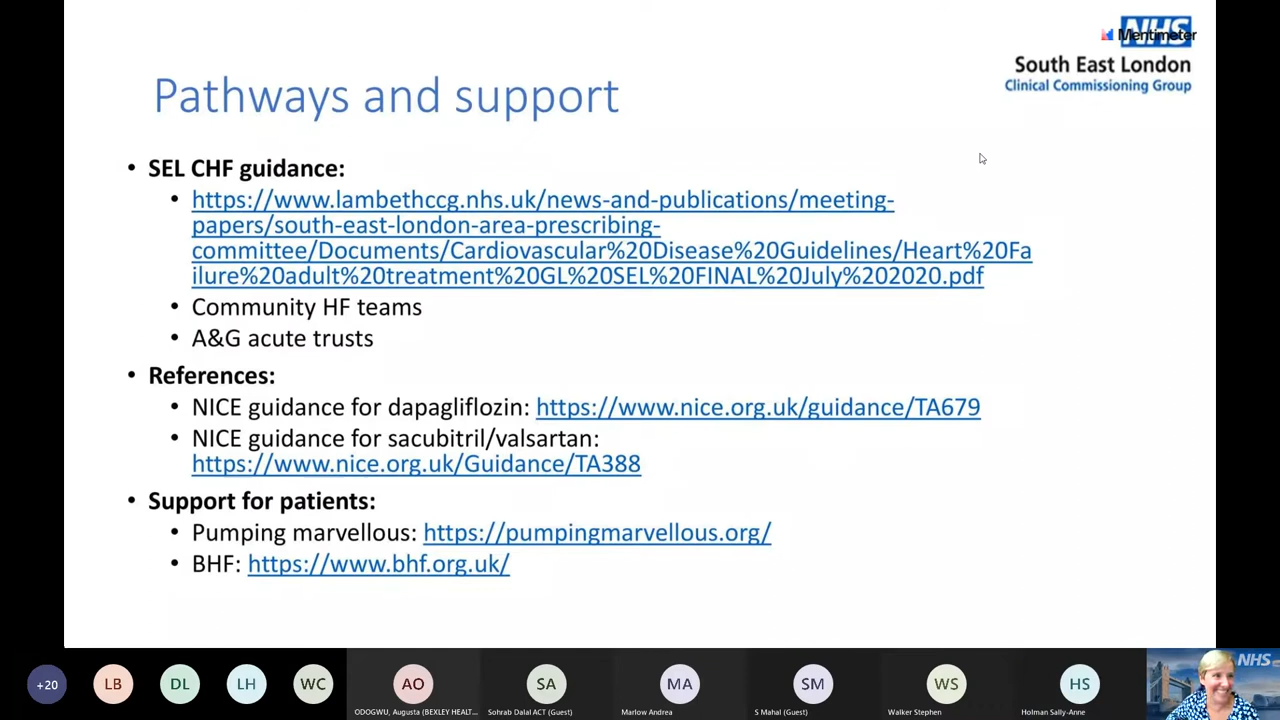 NHS
Mentimeter
South East London
Clinical Commissioning Group
Pathways and support
• SEL CHF guidance:
• https://www.lambethccg.nhs.uk/news-and-publications/meeting-
papers/south-east-london-area-prescribing-
committee/Documents/Cardiovascular%20Disease%20Guidelines/Heart%20Fa
ilure%20adult%20treatment%20GL%20SEL%20FINAL%20July%202020.pdf
• Community HF teams
• A&G acute trusts
• References:
• NICE guidance for dapagliflozin: https://www.nice.org.uk/guidance/TA679
• NICE guidance for sacubitril/valsartan:
https://www.nice.org.uk/Guidance/TA388
• Support for patients:
• Pumping marvellous: https://pumpingmarvellous.org/
• BHF: https://www.bhf.org.uk/
+20
LB
DL
LH
WC
AO
SA
MA
SM
WS
HS
NHS
ODOGWU, Augusta (BEXLEY HEALT...
Sohrab Dalal ACT (Guest)
Marlow Andrea
S Mahal (Guest)
Walker Stephen
Holman Sally-Anne